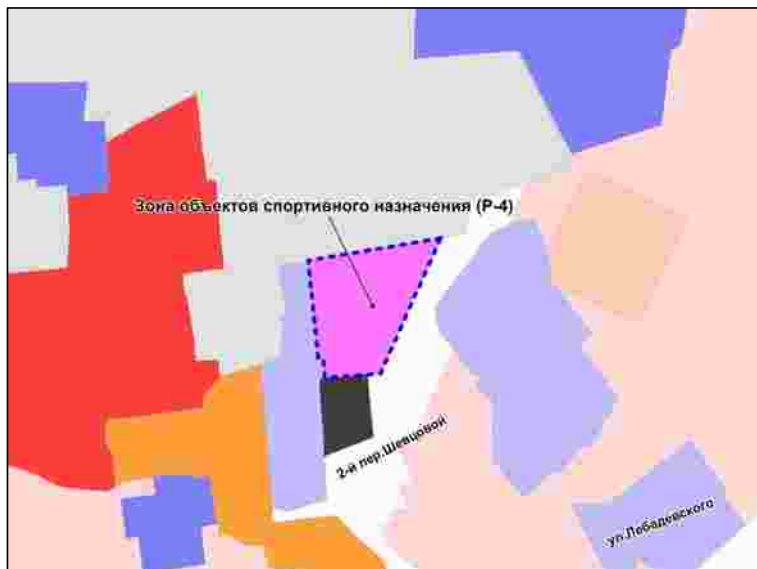 Зона объектов спортивного назначения (Р-4)
2-й пер.Шевцовой
ул.Лебедевского